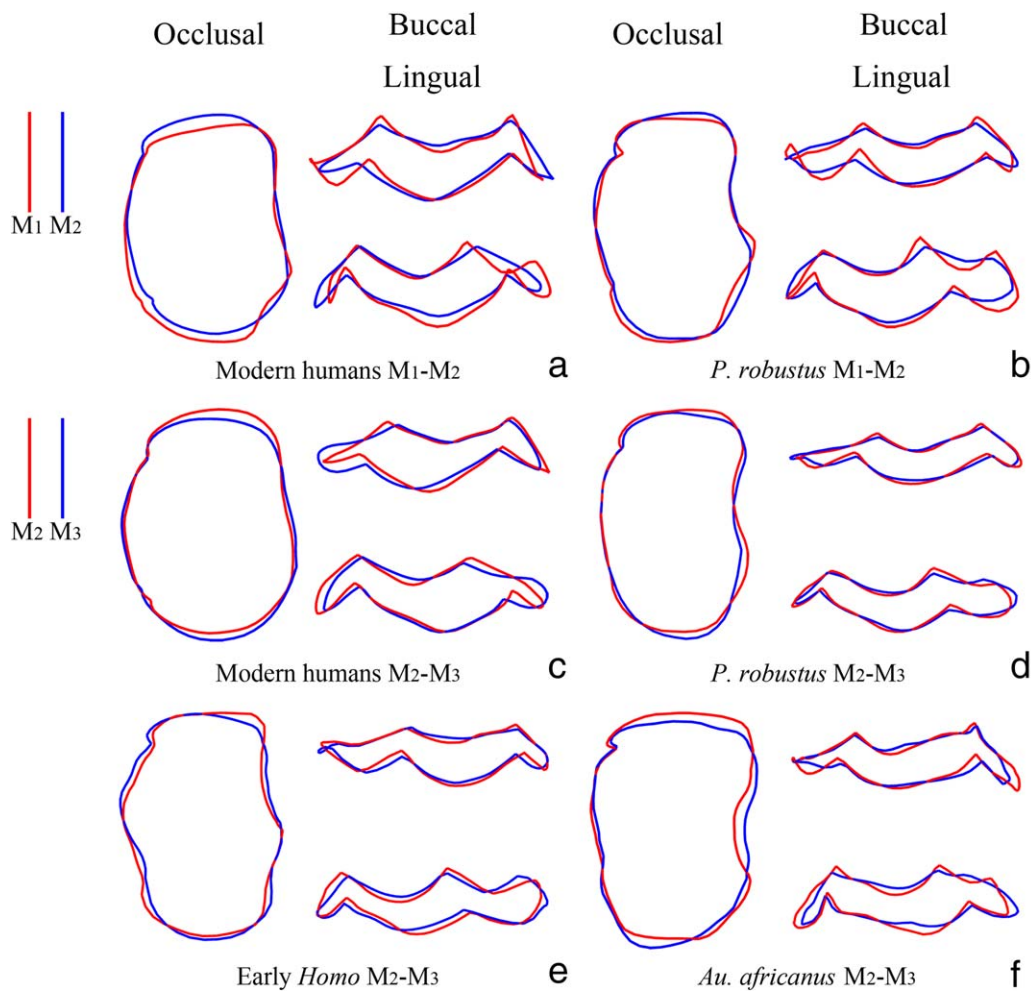 Occlusal
Buccal
Lingual
Occlusal
Buccal
Lingual
M1 M2
Modern humans M1-M2
a
P. robustus M1-M2
b
M2 M3
Modern humans M2-M3
c
P. robustus M2-M3
d
Early Homo M2-M3
e
Au. africanus M2-M3
f